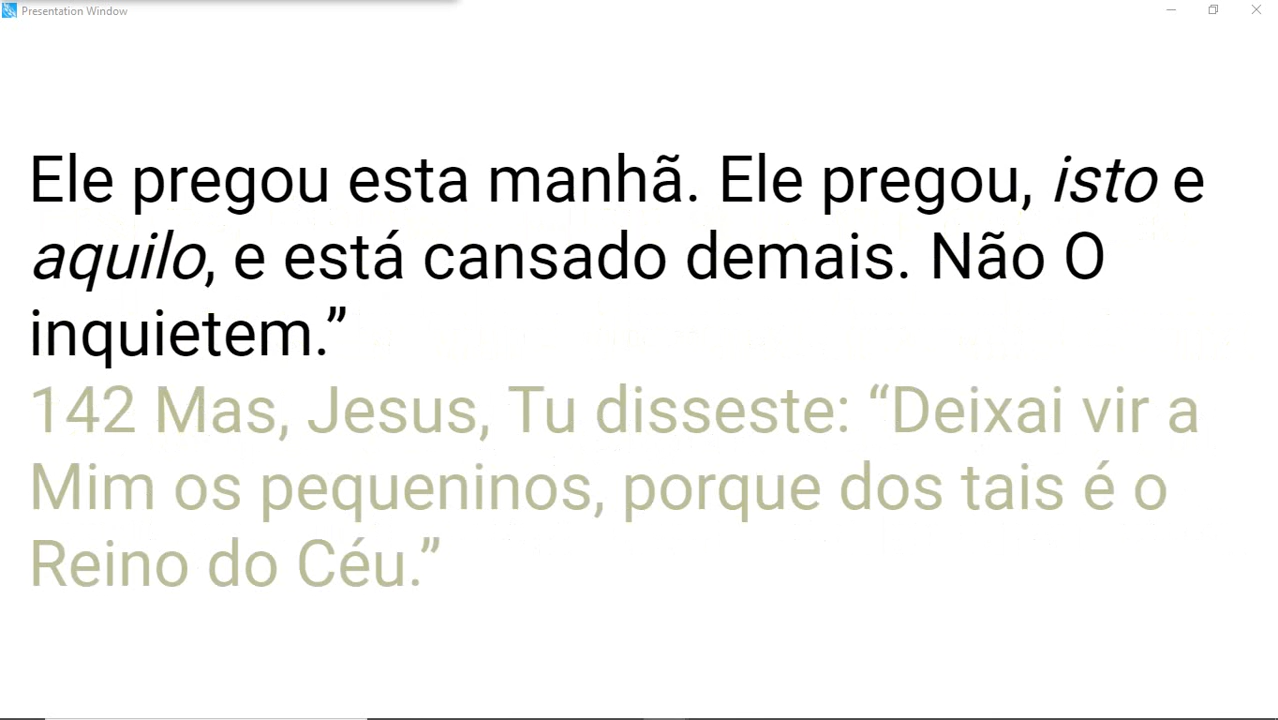 Presentation Window
Ele pregou esta manhã. Ele pregou, isto e
aquilo, e está cansado demais. Não O
inquietem.”
142 Mas, Jesus, Tu disseste: “Deixai vir a
Mim os pequeninos, porque dos tais é o
Reino do Céu.”